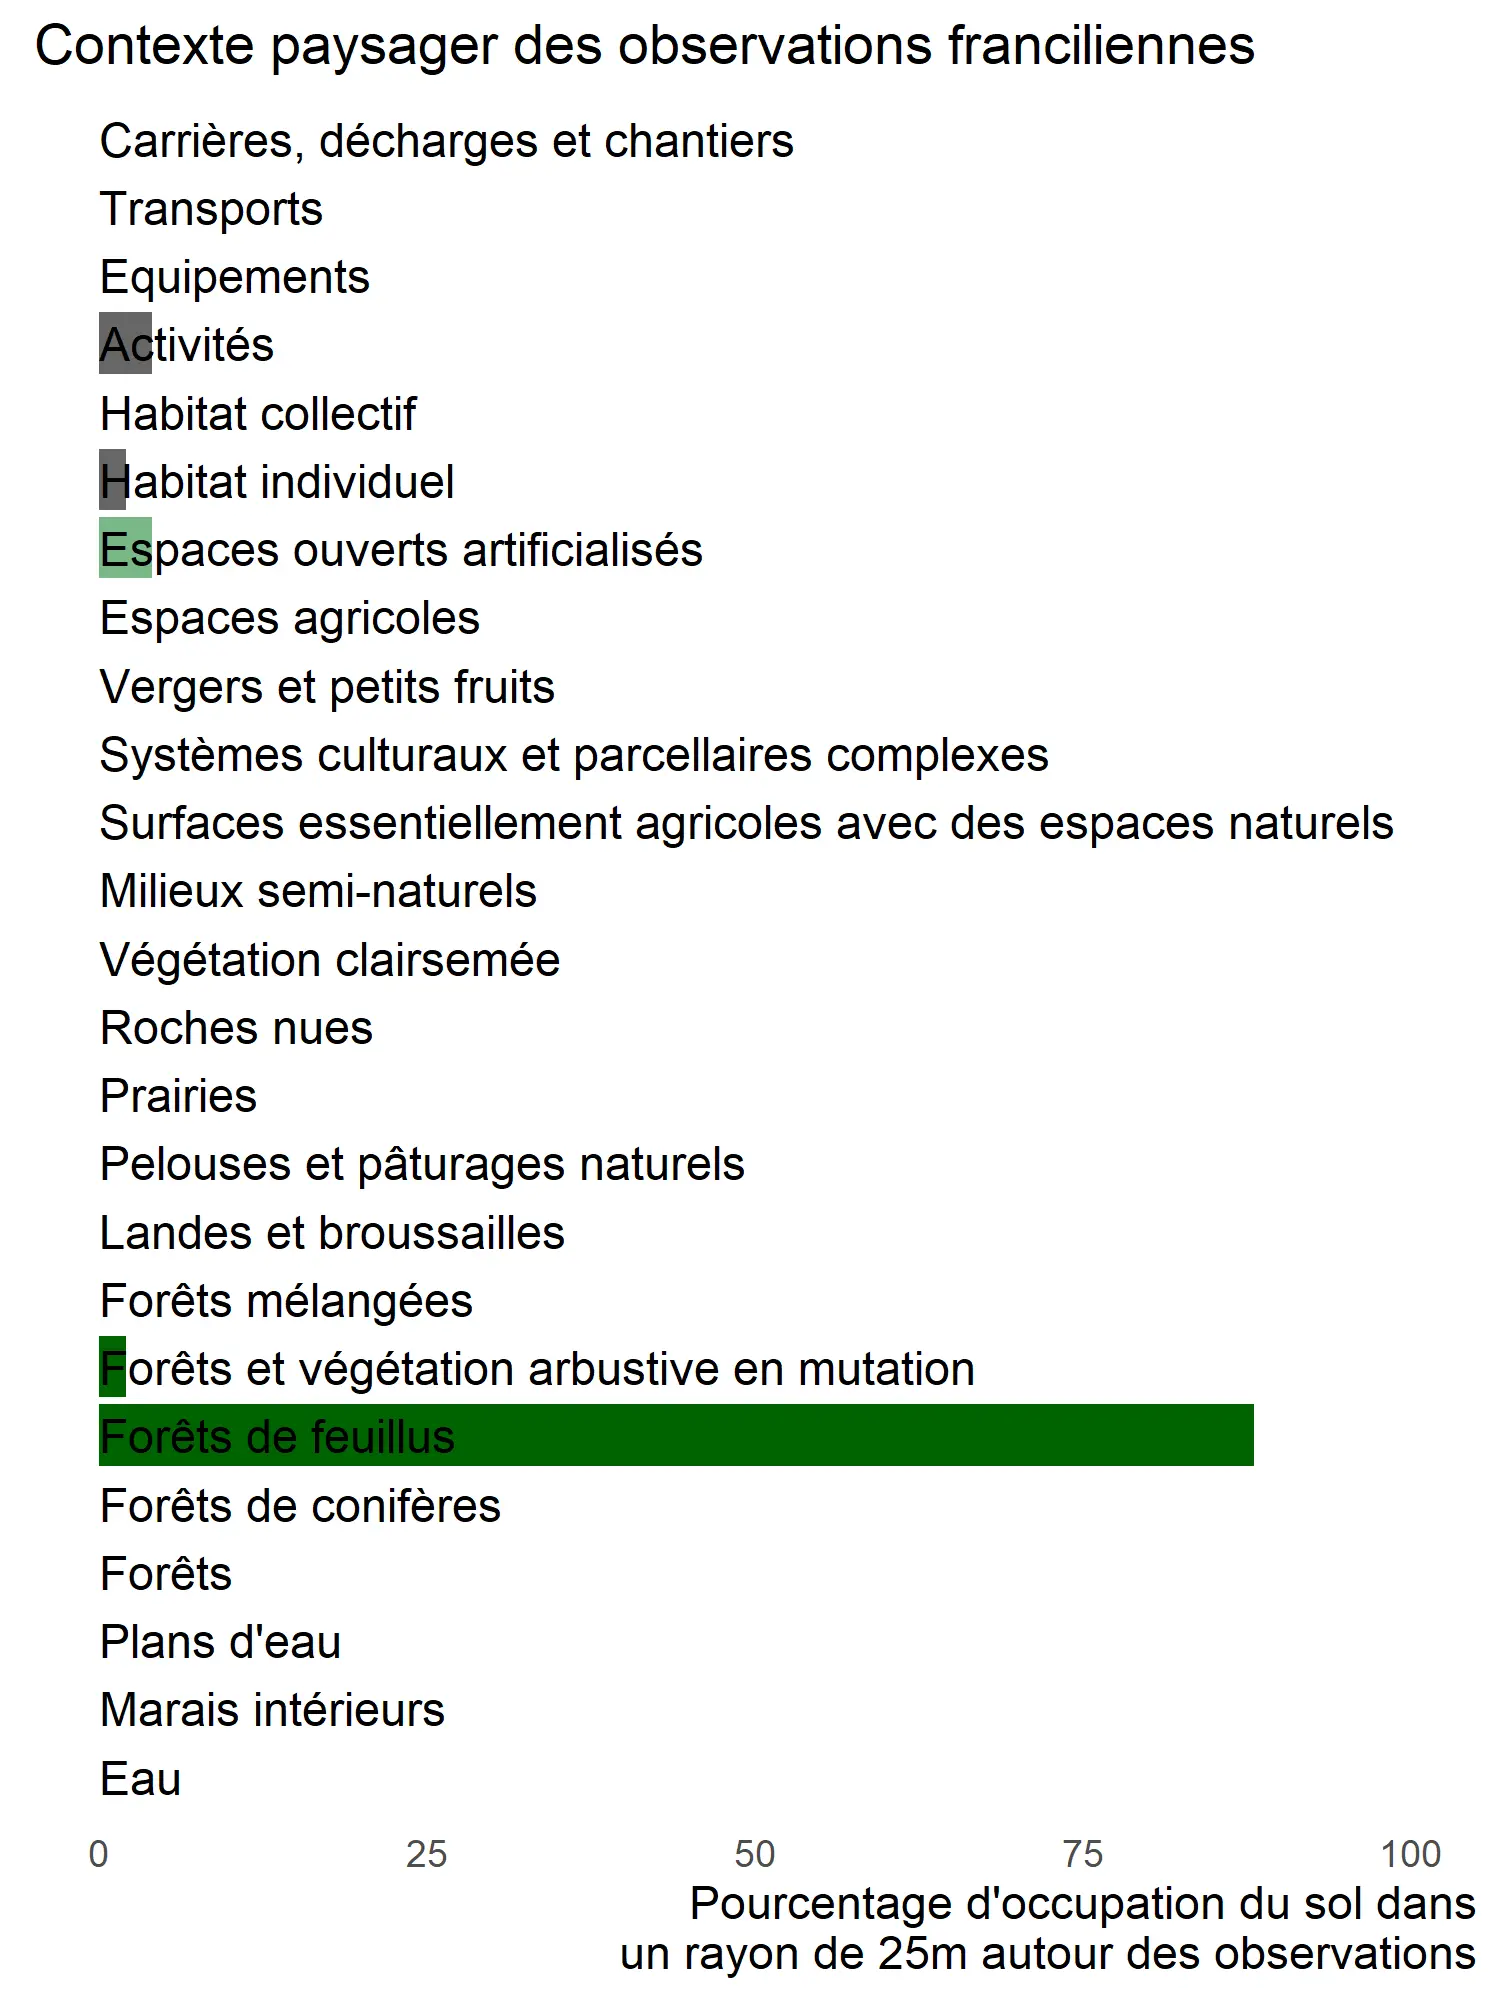 Contexte paysager des observations franciliennes
Carrières, décharges et chantiers
Transports
Equipements
Activités
Habitat collectif
Habitat individuel
Espaces ouverts artificialisés
Espaces agricoles
Vergers et petits fruits
Systèmes culturaux et parcellaires complexes
Surfaces essentiellement agricoles avec des espaces naturels
Milieux semi-naturels
Végétation clairsemée
Roches nues
Prairies
Pelouses et pâturages naturels
Landes et broussailles
Forêts mélangées
Forêts et végétation arbustive en mutation
Forêts de feuillus
Forêts de conifères
Forêts
Plans d'eau
Marais intérieurs
Eau
0 25 50 75 100
Pourcentage d'occupation du sol dans
un rayon de 25m autour des observations